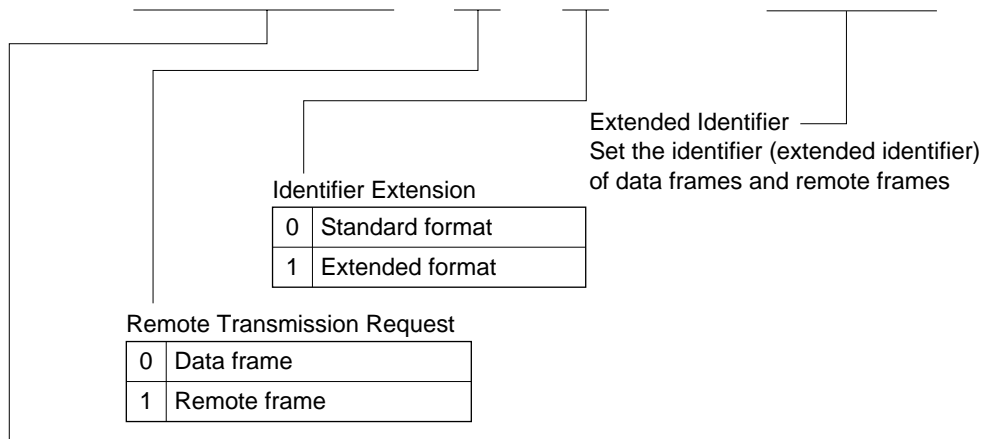 Extended Identifier
Set the identifier (extended identifier)
of data frames and remote frames
Identifier Extension
0 Standard format
1 Extended format
Remote Transmission Request
0 Data frame
1 Remote frame